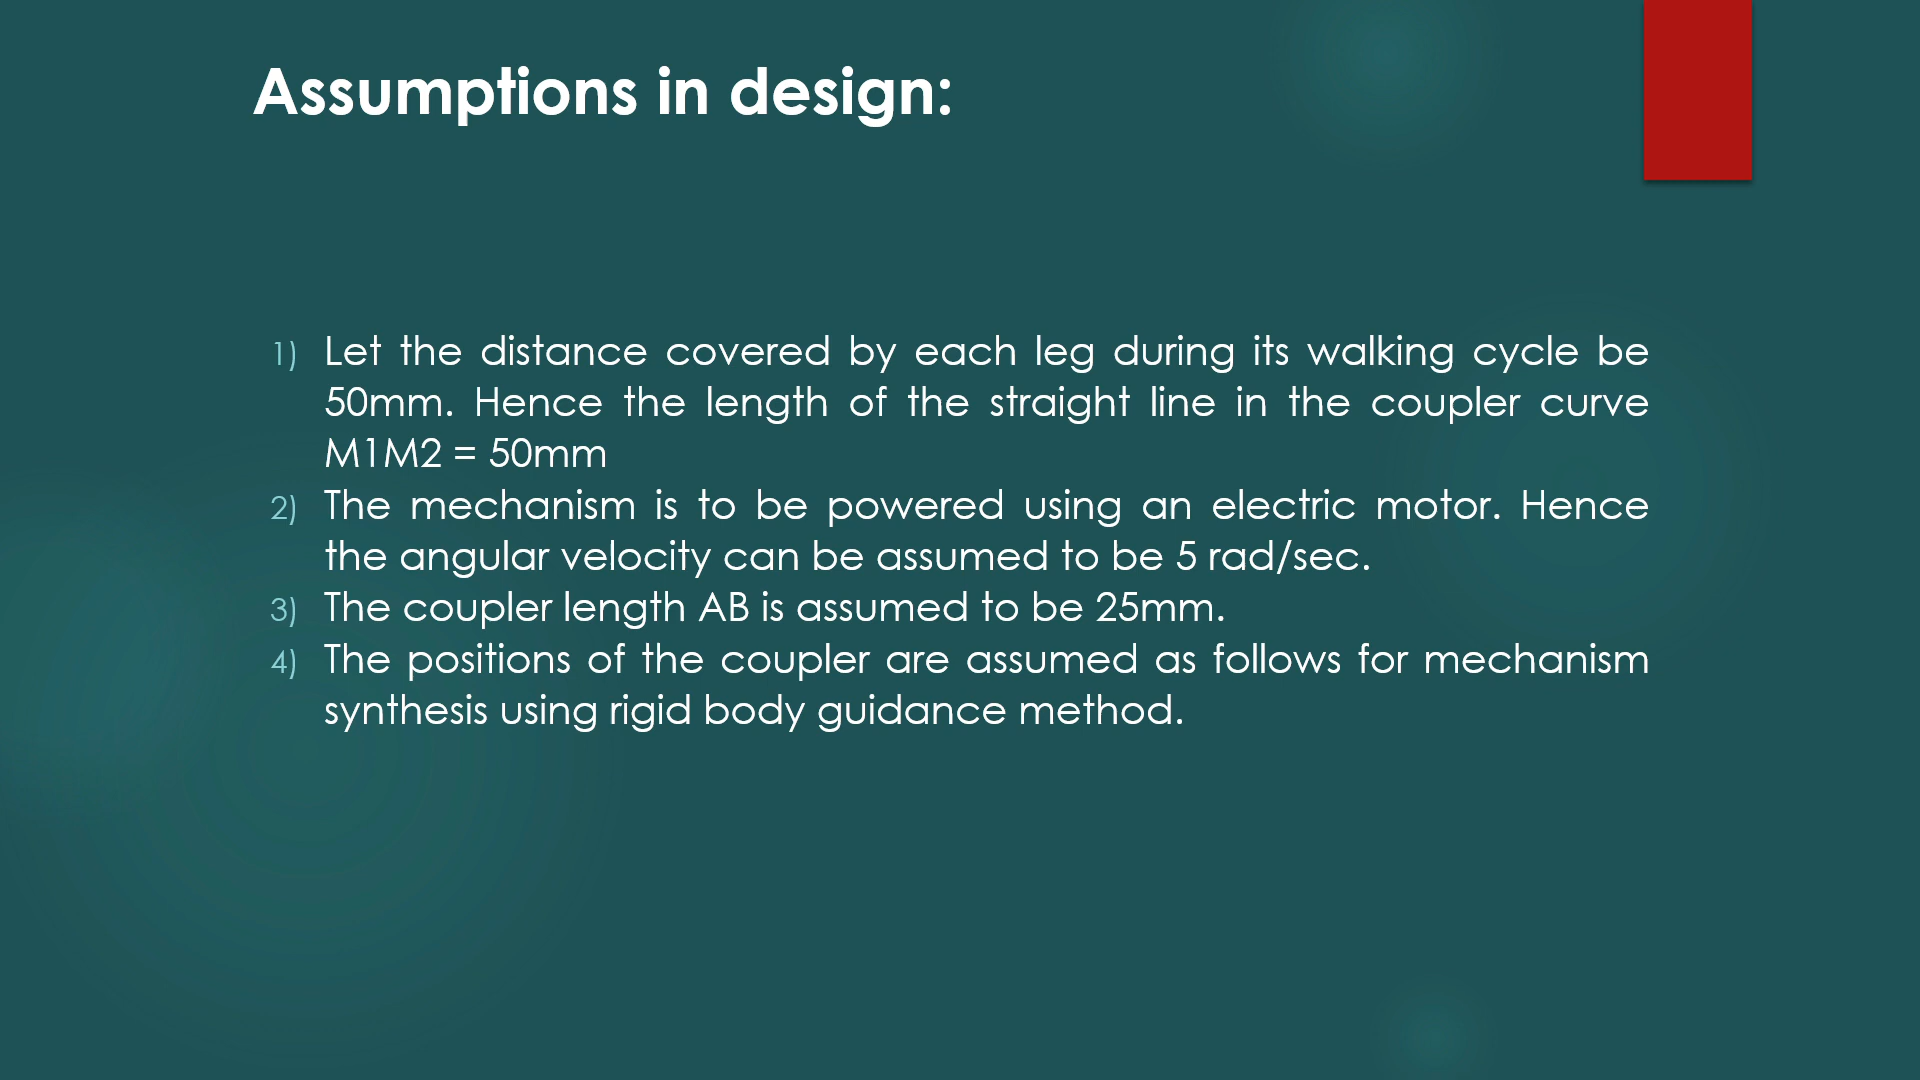 Assumptions in design:
1) Let the distance covered by each leg during its walking cycle be
50mm. Hence the length of the straight line in the coupler curve
M1M2 = 50mm
2) The mechanism is to be powered using an electric motor. Hence
the angular velocity can be assumed to be 5 rad/sec.
3) The coupler length AB is assumed to be 25mm.
4) The positions of the coupler are assumed as follows for mechanism
synthesis using rigid body guidance method.